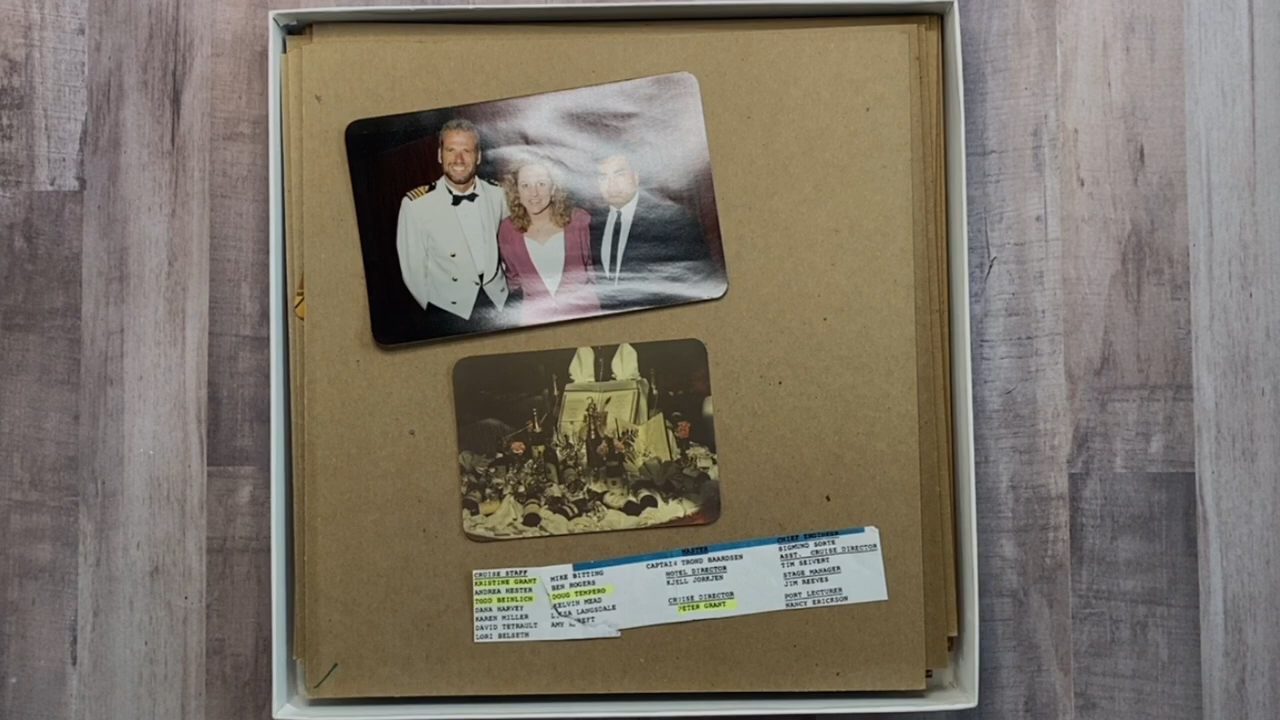 CRUISE STAFF
KRISTINE GRANT
ANDREA HESTER
TODD BEINLICH
DANA HARVEY
KAREN MILLER
DAVID TETRAULT
LORI BELSETH
MIKE BITTING
BEN ROGERS
DOUG TEMPERO
KELVIN MEAD
LANGSDALE
AMY
MASTER
CAPTAIN TROND BAARDSEN
HOTEL DIRECTOR
KJELL JORRJEN
CRUISE DIRECTOR
PETER GRANT
CHIEF ENGINEER
SIGMUND SORTE
ASST. CRUISE DIRECTOR
TIM SEIVERT
STAGE MANAGER
JIM REEVES
PORT LECTURER
NANCY ERICKSON